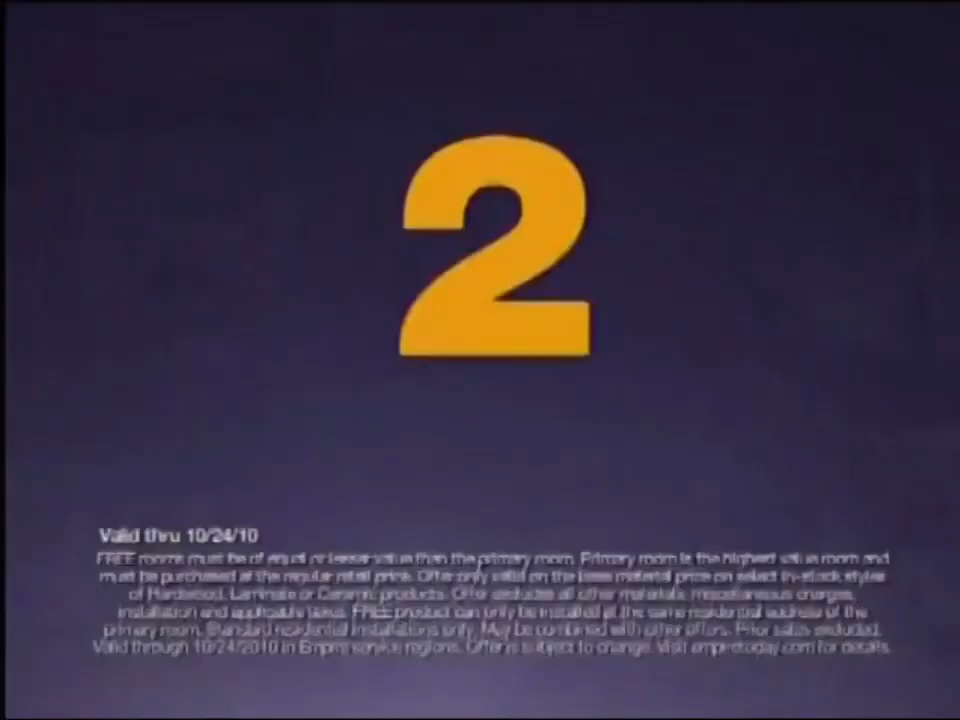 2
Valid thru 10/24/10
FREE rooms must be of equal or lesser value than the primary room. Primary room is the highest value room and
must be purchased at the regular retail price. Offer only valid on the base material price on select in-stock styles
of Hardwood, Laminate or Ceramic products. Offer excludes all other materials, miscellaneous charges,
installation and applicable taxes. FREE product can only be installed at the same residential address of the
primary room. Standard residential installations only. May be combined with other offers. Prior sales excluded.
Valid through 10/24/2010 in Empire service regions. Offer is subject to change. Visit empiretoday.com for details.